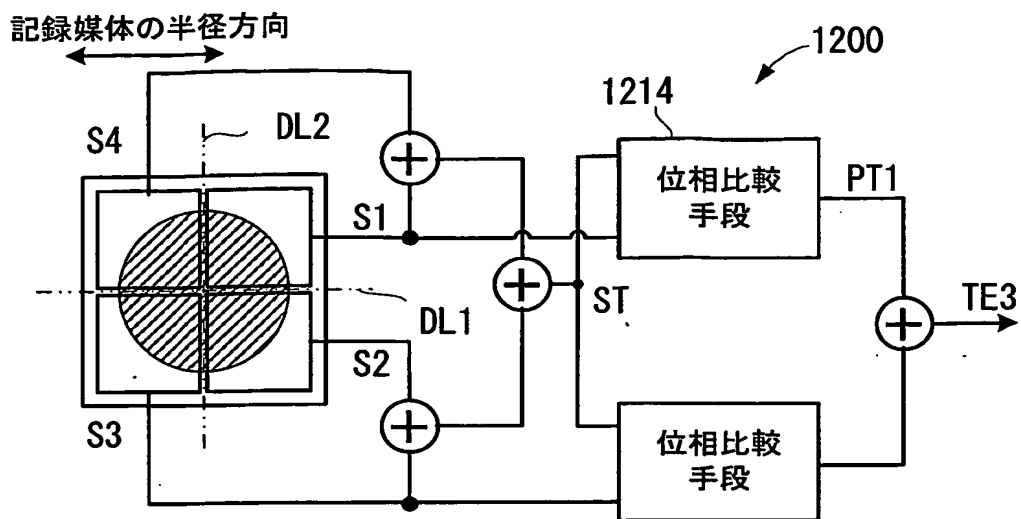 記録媒体の半径方向
1200
1214
S4
DL2
位相比較
手段
PT1
S1
ST
TE3
DL1
S2
S3
位相比較
手段